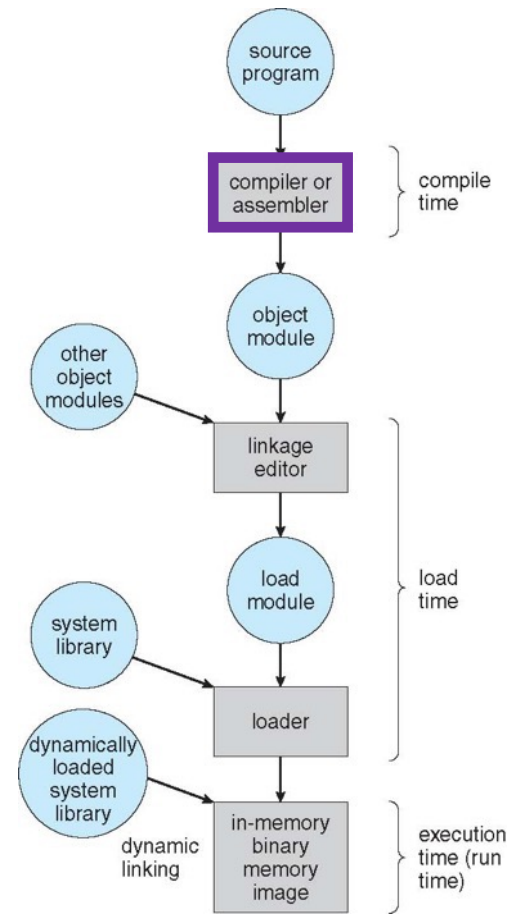 source
program
compiler or
assembler
compile
time
object
module
other
object
modules
linkage
editor
load
module
load
time
system
library
loader
dynamically
loaded
system
library
dynamic
linking
in-memory
binary
memory
image
execution
time (run
time)